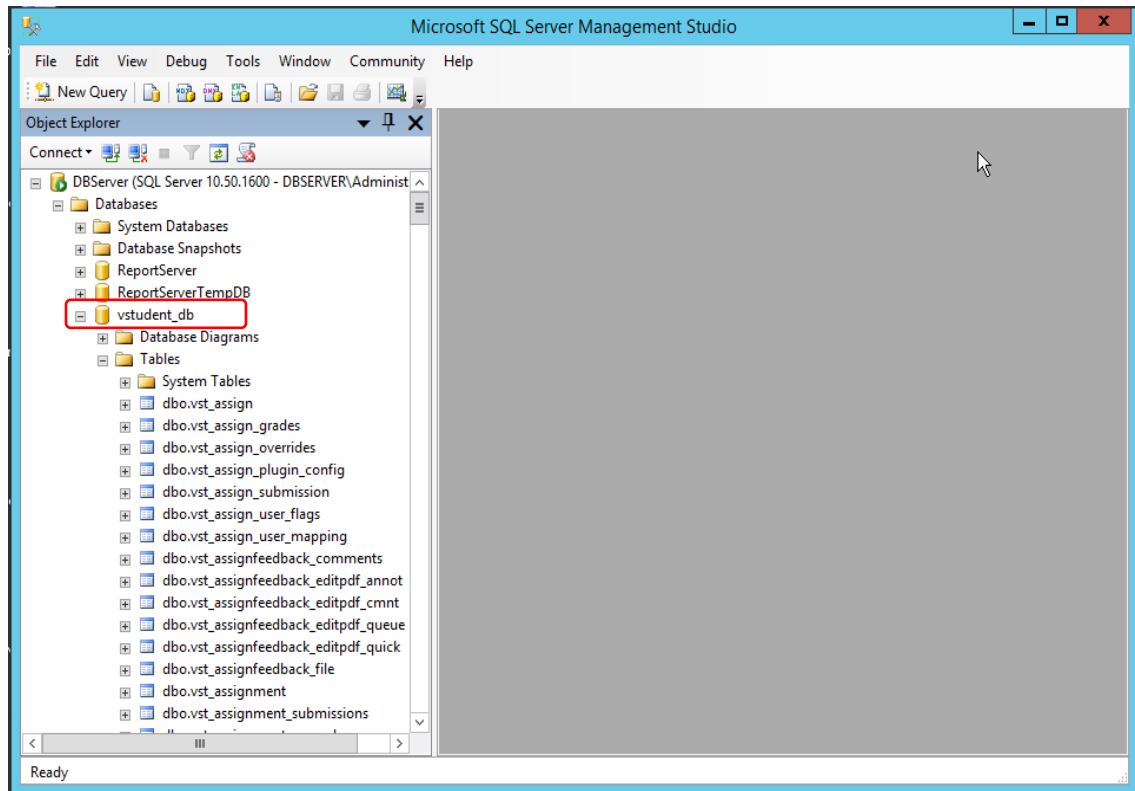 Microsoft SQL Server Management Studio
File Edit View Debug Tools Window Community Help
New Query
Object Explorer
Connect
DBServer (SQL Server 10.50.1600 - DBSERVER\Administ
Databases
System Databases
Database Snapshots
ReportServer
ReportServerTempDB
vstudent_db
Database Diagrams
Tables
System Tables
dbo.vst_assign
dbo.vst_assign_grades
dbo.vst_assign_overrides
dbo.vst_assign_plugin_config
dbo.vst_assign_submission
dbo.vst_assign_user_flags
dbo.vst_assign_user_mapping
dbo.vst_assignfeedback_comments
dbo.vst_assignfeedback_editpdf_annot
dbo.vst_assignfeedback_editpdf_cmnt
dbo.vst_assignfeedback_editpdf_queue
dbo.vst_assignfeedback_editpdf_quick
dbo.vst_assignfeedback_file
dbo.vst_assignment
dbo.vst_assignment_submissions
Ready